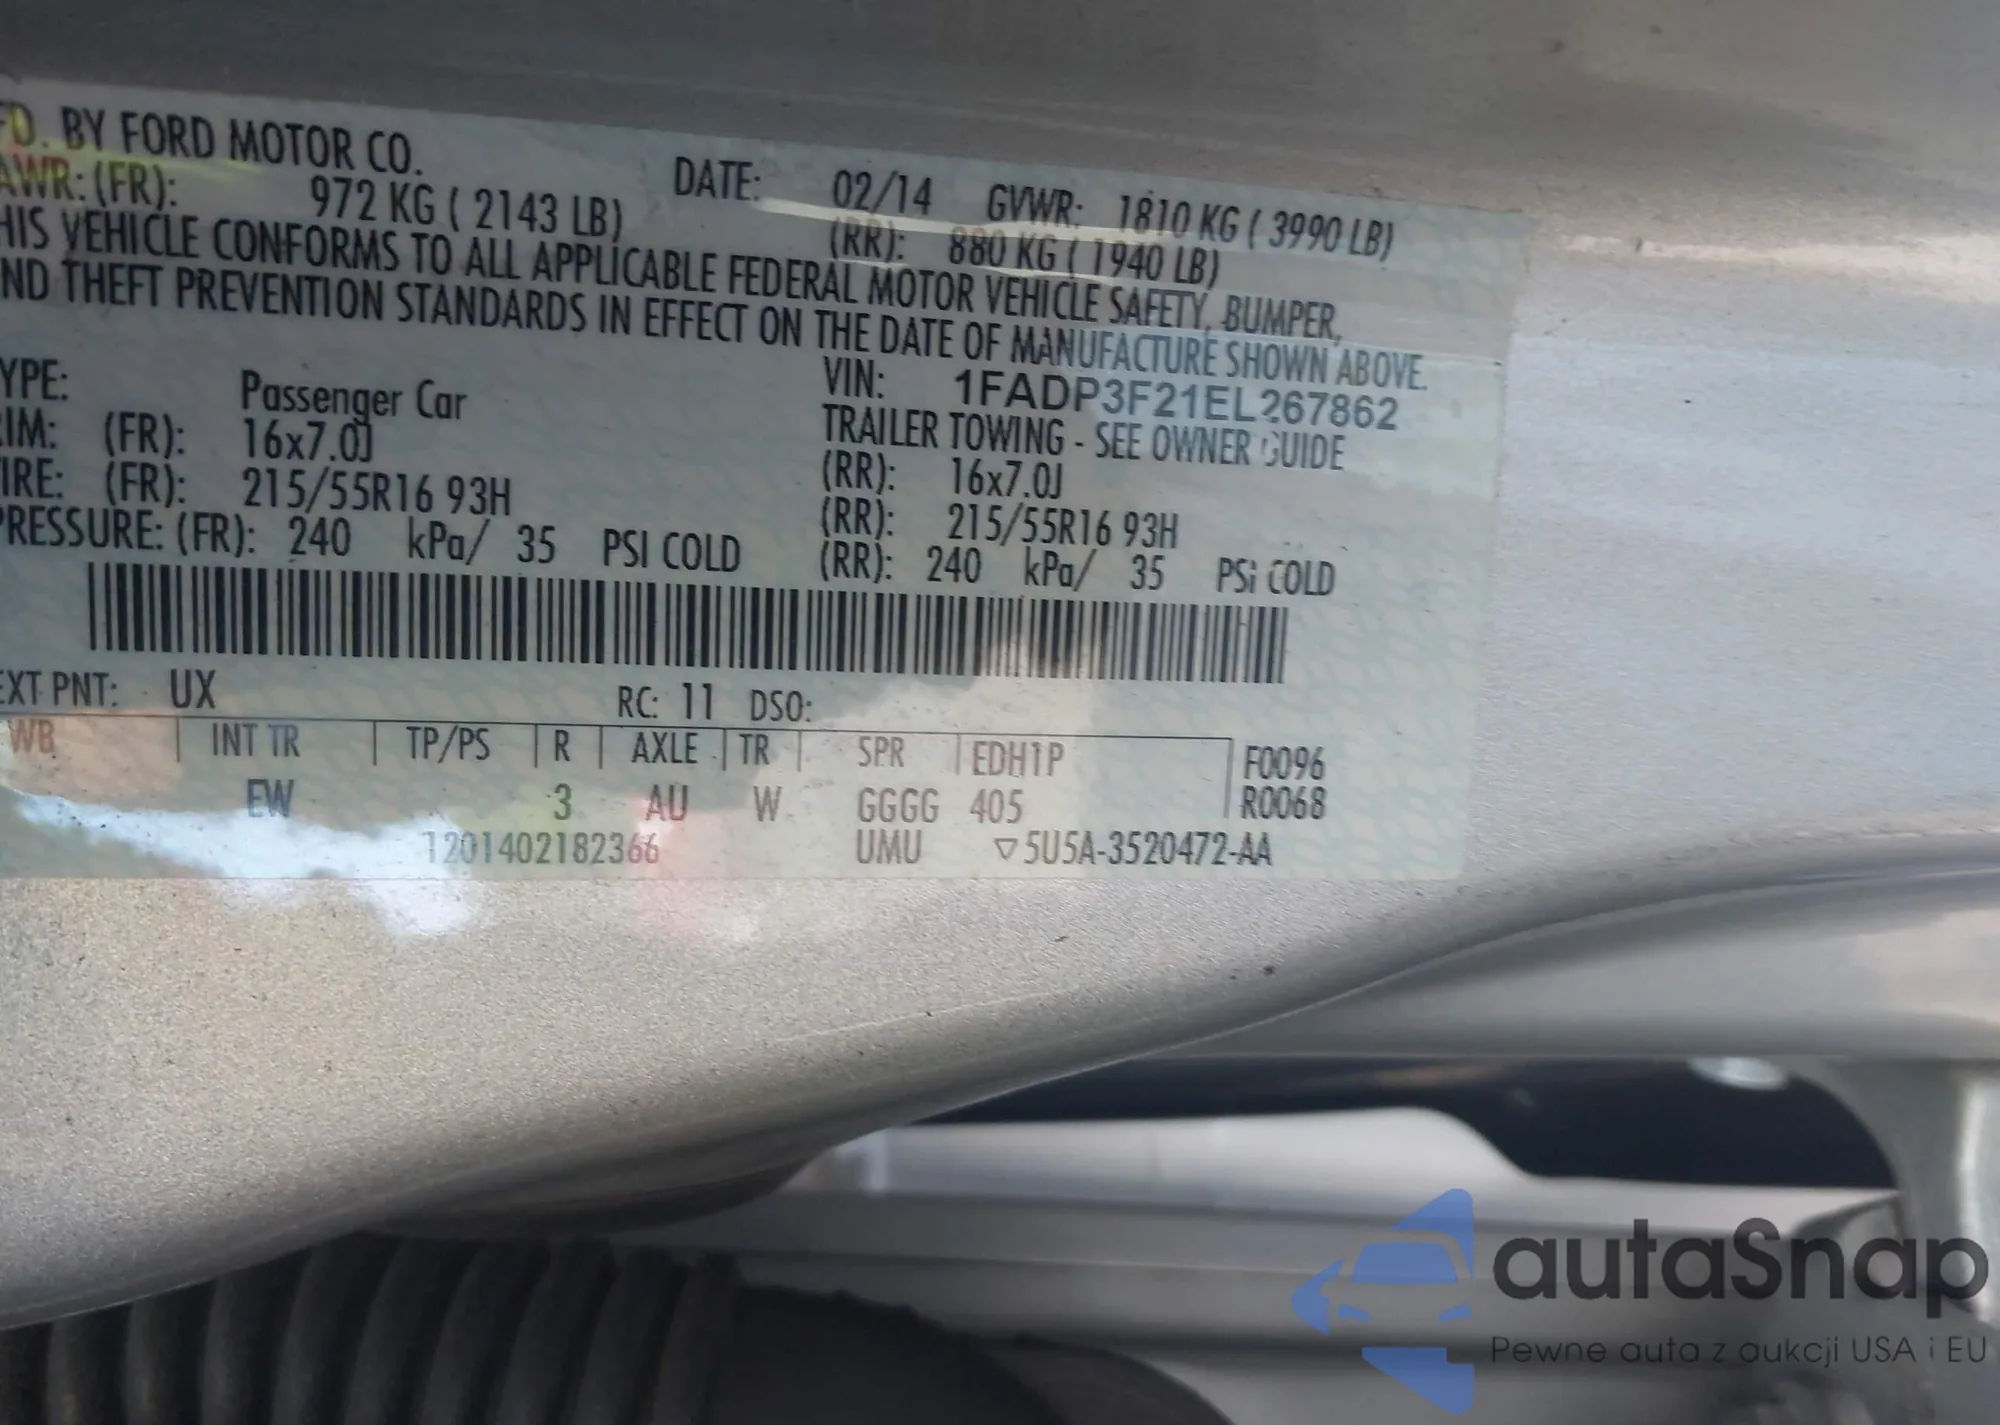 FD. BY FORD MOTOR CO.
DATE: 02/14 GVWR: 1810 KG ( 3990 LB)
AWR: (FR): 972 KG ( 2143 LB) (RR): 880 KG ( 1940 LB)
HIS VEHICLE CONFORMS TO ALL APPLICABLE FEDERAL MOTOR VEHICLE SAFETY, BUMPER,
ND THEFT PREVENTION STANDARDS IN EFFECT ON THE DATE OF MANUFACTURE SHOWN ABOVE.
VIN: 1FADP3F21EL267862
YPE: Passenger Car TRAILER TOWING - SEE OWNER GUIDE
IM: (FR): 16x7.0J (RR): 16x7.0J
IRE: (FR): 215/55R16 93H (RR): 215/55R16 93H
PRESSURE: (FR): 240 kPa/ 35 PSI COLD (RR): 240 kPa/ 35 PSi COLD
EXT PNT: UX RC: 11 DSO:
WB INT TR TP/PS R AXLE TR SPR EDH1P F0096
EW 3 AU W GGGG 405 R0068
1201402182366 UMU ▽5U5A-3520472-AA
autaSnap
Pewne auta z aukcji USA i EU